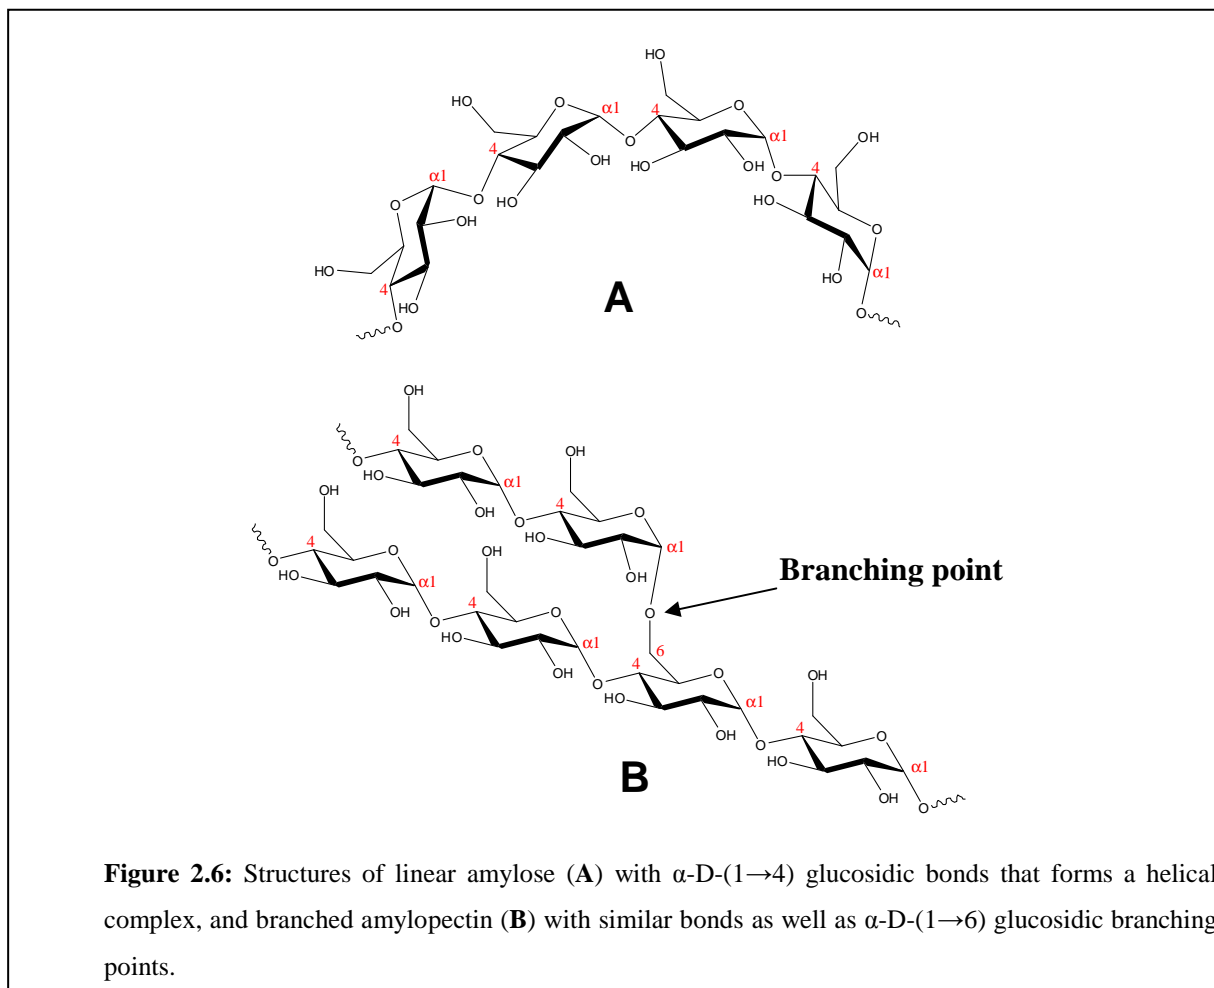 HO
HO
O
α1
4
O
4
O
α1
HO
OH
4
α1
OH
HO
OH
O
4
α1
O
HO
HO
O
OH
O
HO
HO
α1
4
HO
A
O
O
OH
OH
4
O
O
α1
4
OH
HO
OH
O
O
4
O
HO
α1
OH
Branching point
O
HO
α1
4
O
O
OH
O
6
HO
α1
4
O
OH
O
OH
HO
α1
4
O
OH
O
HO
α1
B
OH
O
Figure 2.6: Structures of linear amylose (A) with α-D-(1→4) glucosidic bonds that forms a helical
complex, and branched amylopectin (B) with similar bonds as well as α-D-(1→6) glucosidic branching
points.